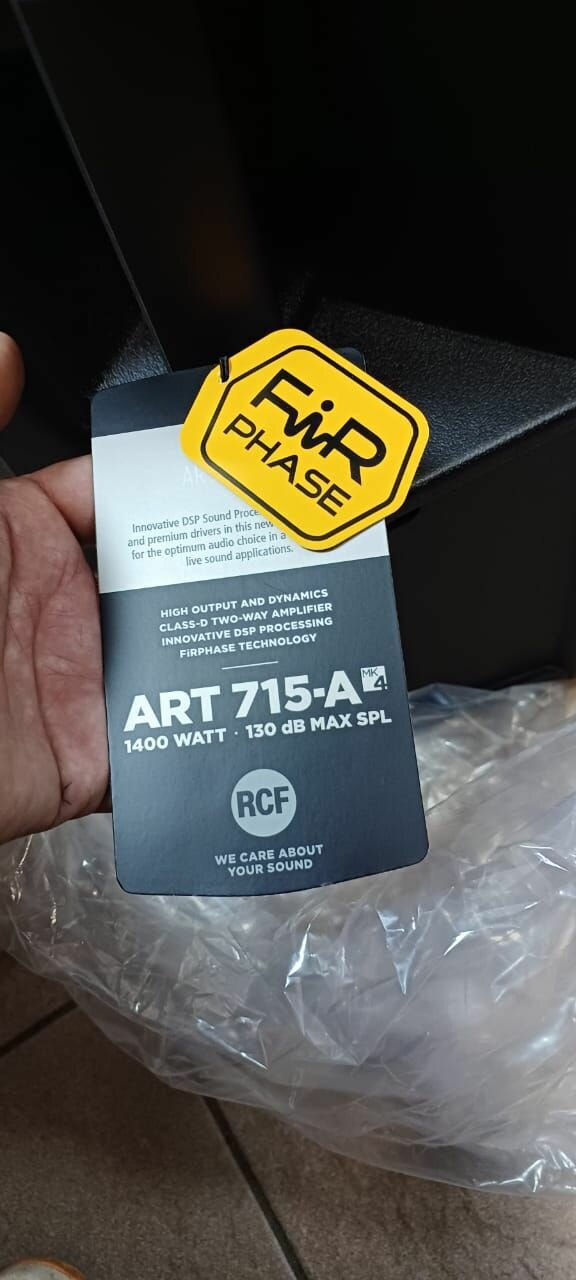 FiR
PHASE
AR
Innovative DSP Sound
and premium drivers in this new
for the optimum audio choice in a
live sound applications.
HIGH OUTPUT AND DYNAMICS
CLASS-D TWO-WAY AMPLIFIER
INNOVATIVE DSP PROCESSING
FiRPHASE TECHNOLOGY
ART 715-A MK4
1400 WATT · 130 dB MAX SPL
RCF
WE CARE ABOUT
YOUR SOUND